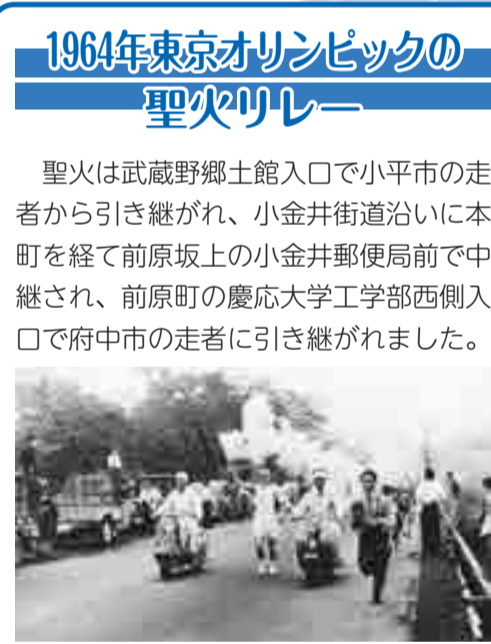 1964年東京オリンピックの
聖火リレー
聖火は武蔵野郷土館入口で小平市の走
者から引き継がれ、小金井街道沿いに本
町を経て前原坂上の小金井郵便局前で中
継され、前原町の慶応大学工学部西側入
口で府中市の走者に引き継がれました。